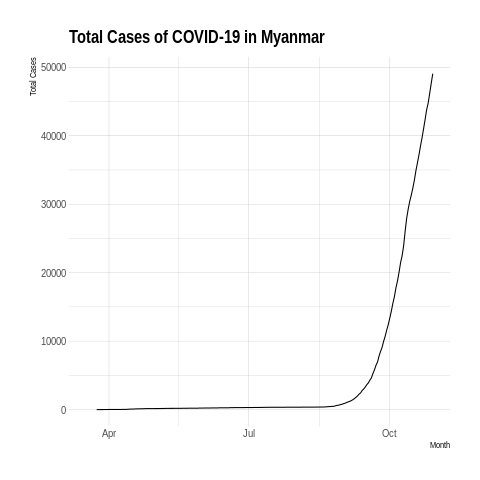 Total Cases of COVID-19 in Myanmar
Total Cases
50000
40000
30000
20000
10000
0
Apr
Jul
Oct
Month